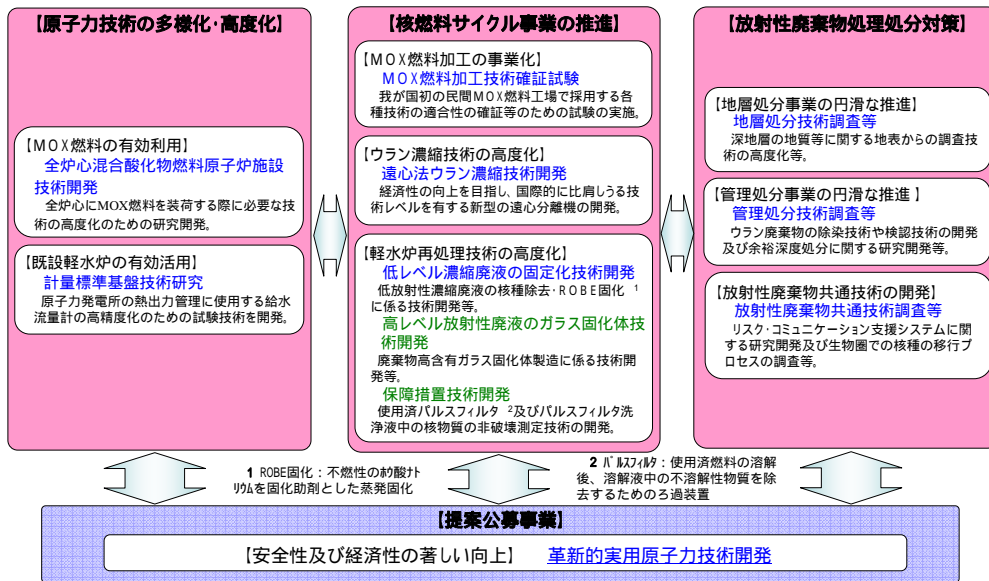 【原子力技術の多様化・高度化】
【MOX燃料の有効利用】
全炉心混合酸化物燃料原子炉施設
技術開発
全炉心にMOX燃料を装荷する際に必要な技
術の高度化のための研究開発。
【既設軽水炉の有効活用】
計量標準基盤技術研究
原子力発電所の熱出力管理に使用する給水
流量計の高精度化のための試験技術を開発。
【核燃料サイクル事業の推進】
【MOX燃料加工の事業化】
MOX燃料加工技術確証試験
我が国初の民間MOX燃料工場で採用する各
種技術の適合性の確証等のための試験の実施。
【ウラン濃縮技術の高度化】
遠心法ウラン濃縮技術開発
経済性の向上を目指し、国際的に比肩しうる技
術レベルを有する新型の遠心分離機の開発。
【軽水炉再処理技術の高度化】
低レベル濃縮廃液の固定化技術開発
低放射性濃縮廃液の核種除去・ROBE固化 1
に係る技術開発等。
高レベル放射性廃液のガラス固化体技
術開発
廃棄物高含有ガラス固化体製造に係る技術開
発等。
保障措置技術開発
使用済パルスフィルタ 2及びパルスフィルタ洗
浄液中の核物質の非破壊測定技術の開発。
【放射性廃棄物処理処分対策】
【地層処分事業の円滑な推進】
地層処分技術調査等
深地層の地質等に関する地表からの調査技
術の高度化等。
【管理処分事業の円滑な推進】
管理処分技術調査等
ウラン廃棄物の除染技術や検認技術の開発
及び余裕深度処分に関する研究開発等。
【放射性廃棄物共通技術の開発】
放射性廃棄物共通技術調査等
リスク・コミュニケーション支援システムに関
する研究開発及び生物圏での核種の移行プ
ロセスの調査等。
1 ROBE固化：不燃性のホウ酸ナト
リウムを固化助剤とした蒸発固化
2 パルスフィルタ：使用済燃料の溶解
後、溶解液中の不溶解性物質を除
去するためのろ過装置
【提案公募事業】
【安全性及び経済性の著しい向上】 革新的実用原子力技術開発